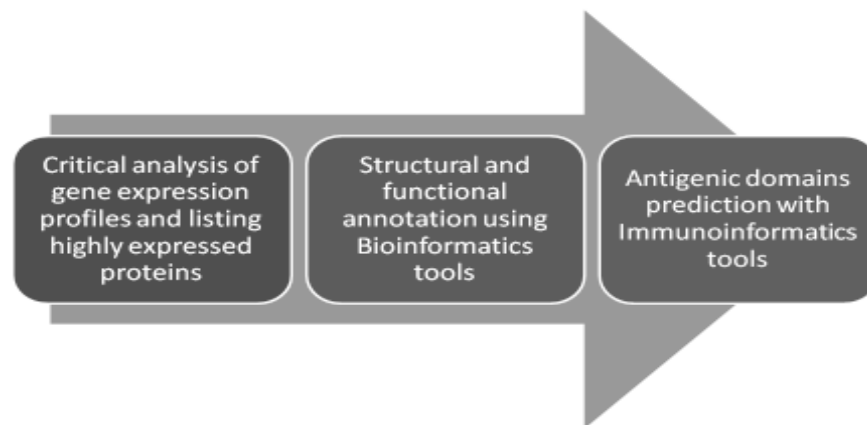 Critical analysis of
gene expression
profiles and listing
highly expressed
proteins
Structural and
functional
annotation using
Bioinformatics
tools
Antigenic domains
prediction with
Immunoinformatics
tools